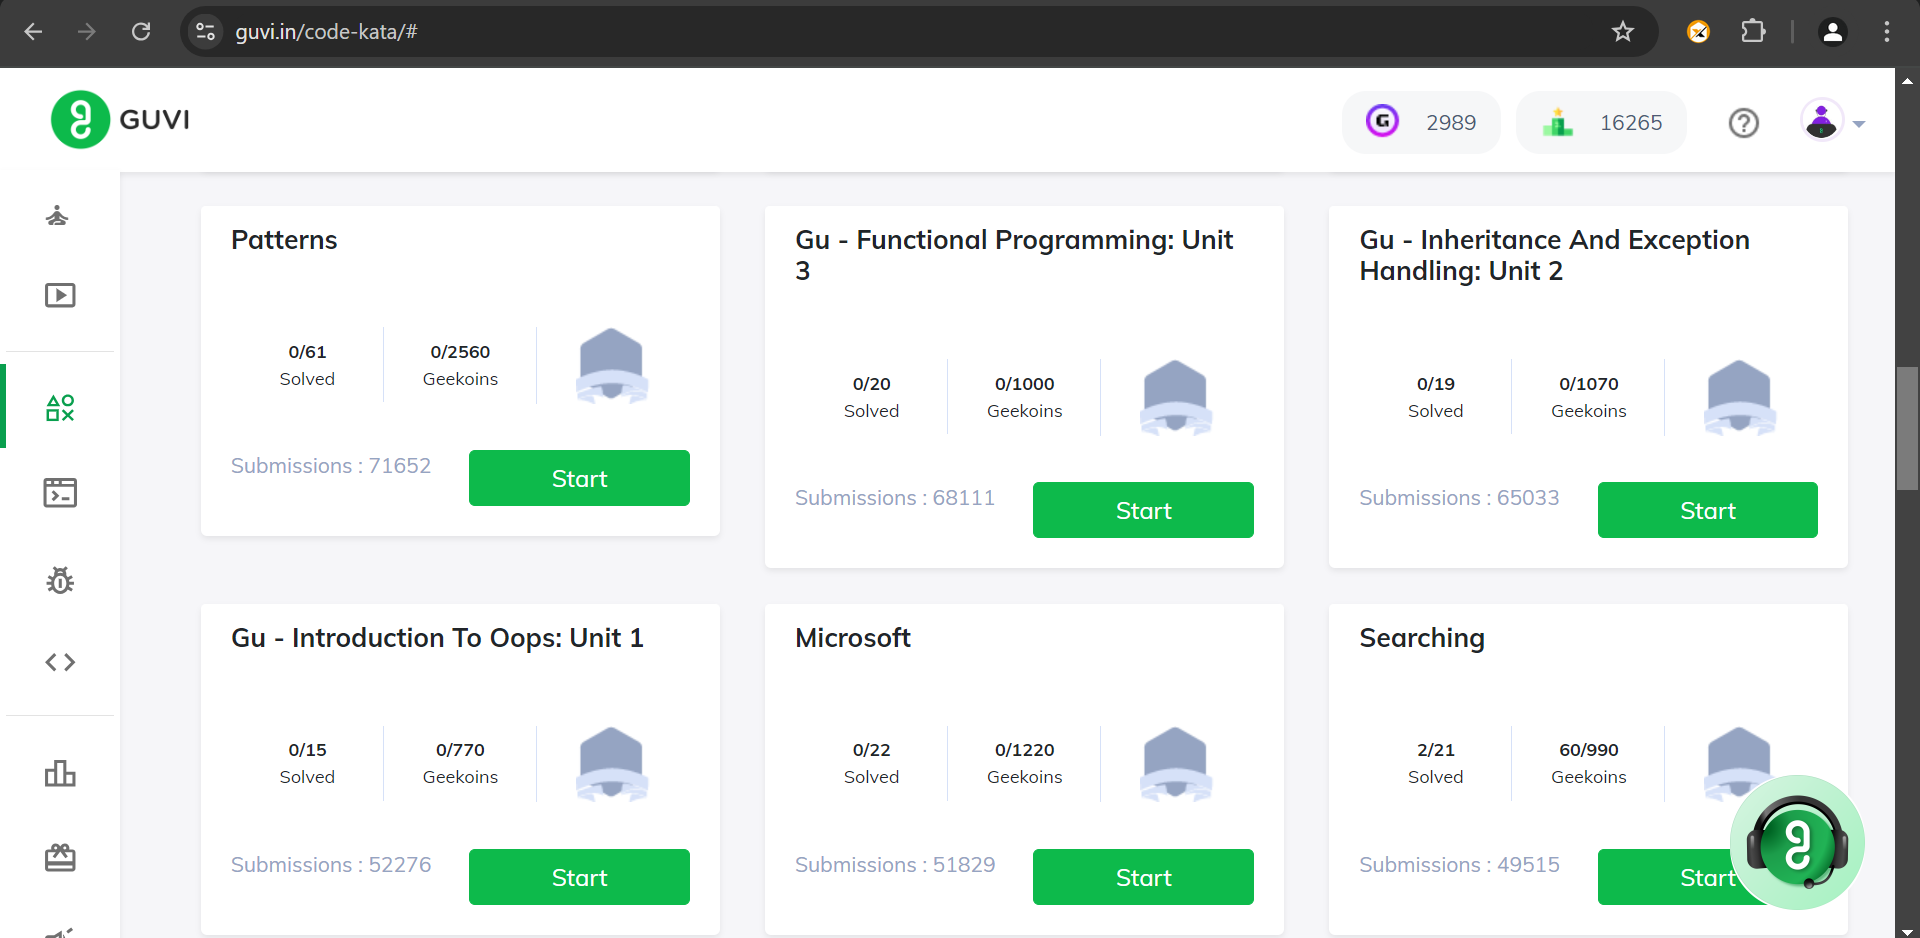 guvi.in/code-kata/#
GUVI
2989
16265
Patterns
0/61
Solved
0/2560
Geekoins
Submissions : 71652
Start
Gu - Functional Programming: Unit
3
0/20
Solved
0/1000
Geekoins
Submissions : 68111
Start
Gu - Inheritance And Exception
Handling: Unit 2
0/19
Solved
0/1070
Geekoins
Submissions : 65033
Start
Gu - Introduction To Oops: Unit 1
0/15
Solved
0/770
Geekoins
Submissions : 52276
Start
Microsoft
0/22
Solved
0/1220
Geekoins
Submissions : 51829
Start
Searching
2/21
Solved
60/990
Geekoins
Submissions : 49515
Start